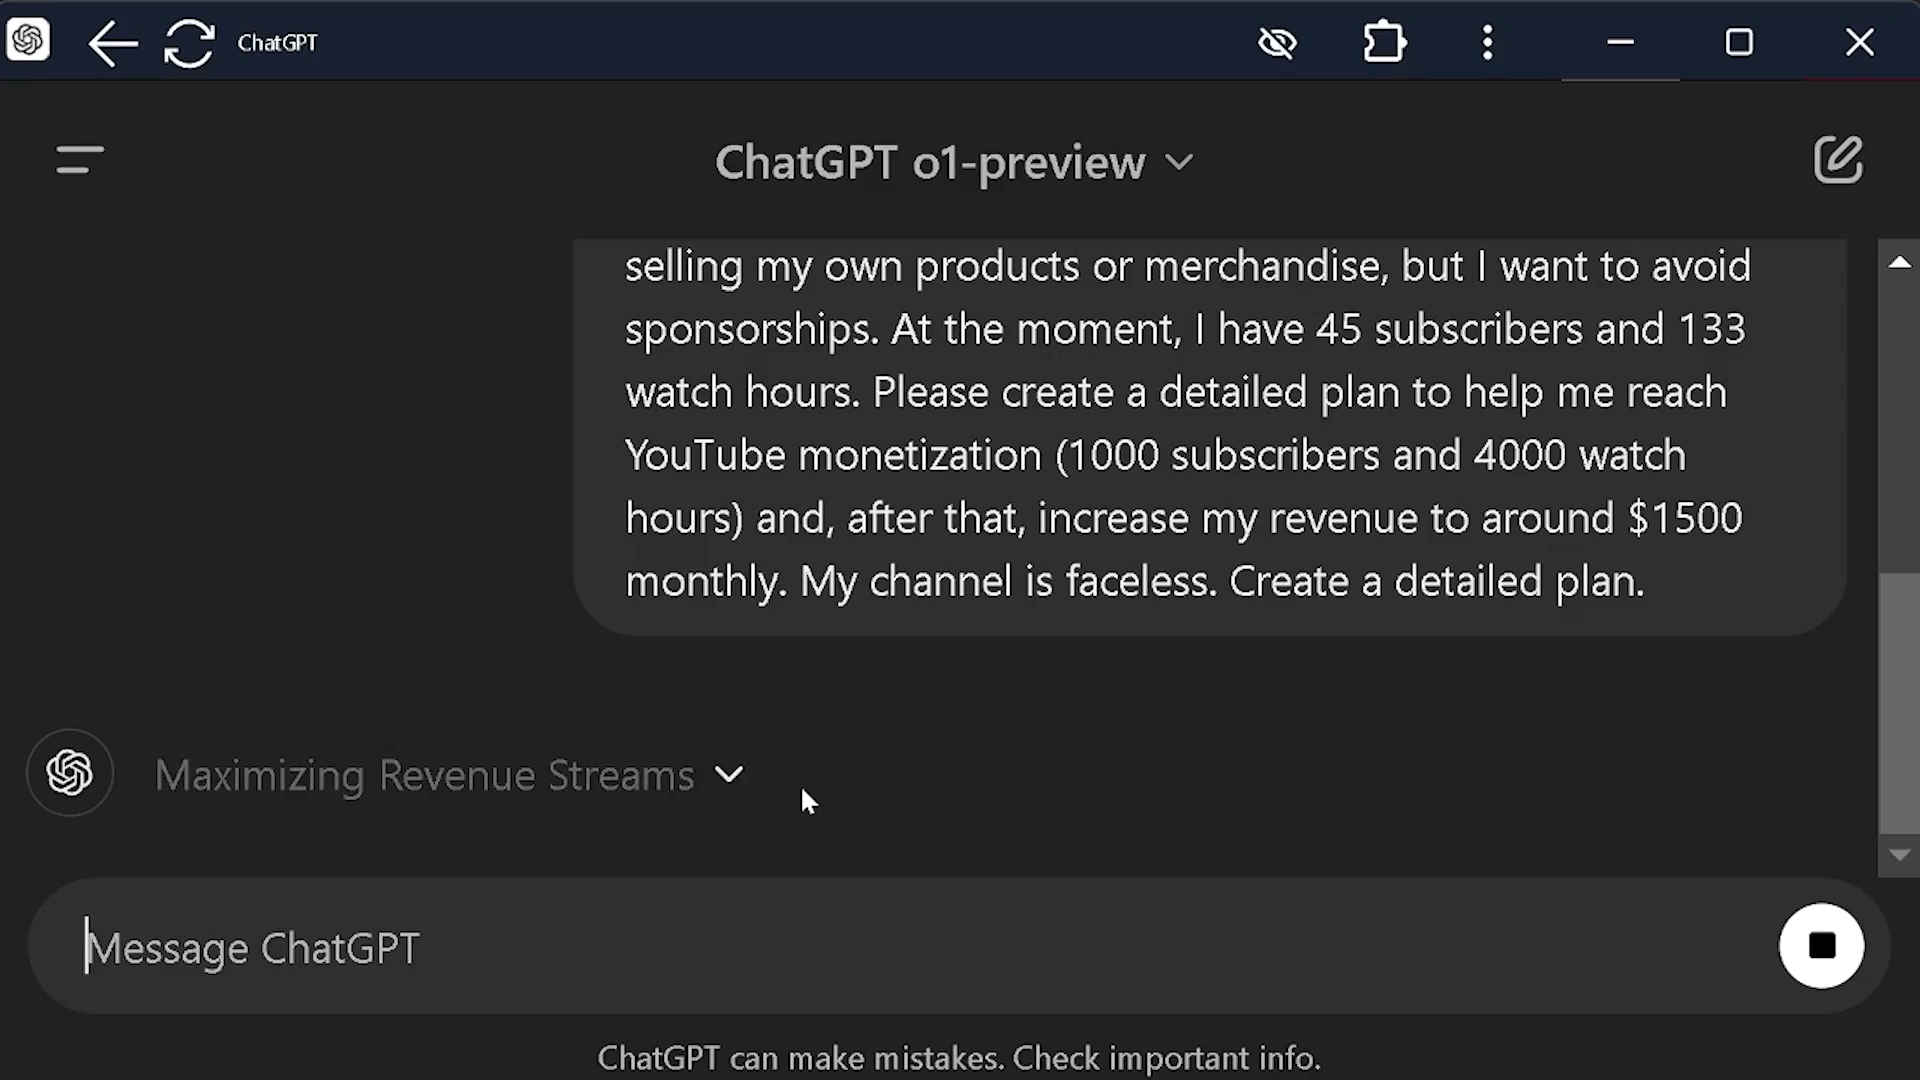 ChatGPT
ChatGPT o1-preview
selling my own products or merchandise, but I want to avoid
sponsorships. At the moment, I have 45 subscribers and 133
watch hours. Please create a detailed plan to help me reach
YouTube monetization (1000 subscribers and 4000 watch
hours) and, after that, increase my revenue to around $1500
monthly. My channel is faceless. Create a detailed plan.
Maximizing Revenue Streams
Message ChatGPT
ChatGPT can make mistakes. Check important info.